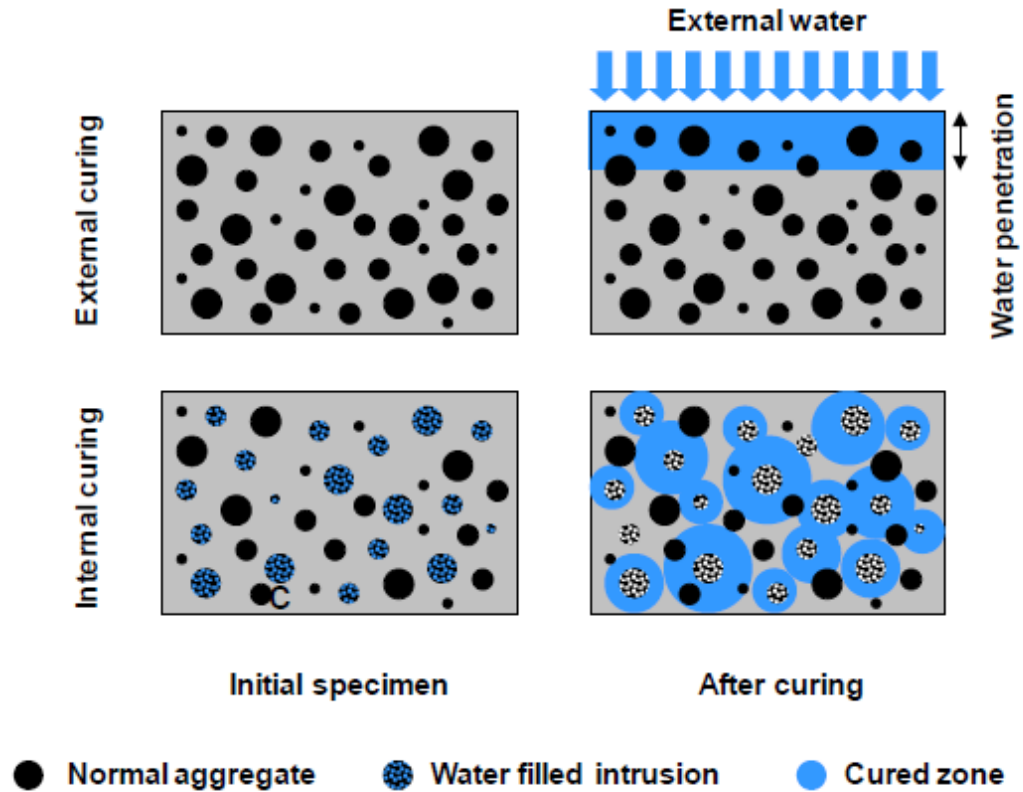 External water
External curing
Water penetration
Internal curing
C
Initial specimen
After curing
Normal aggregate
Water filled intrusion
Cured zone